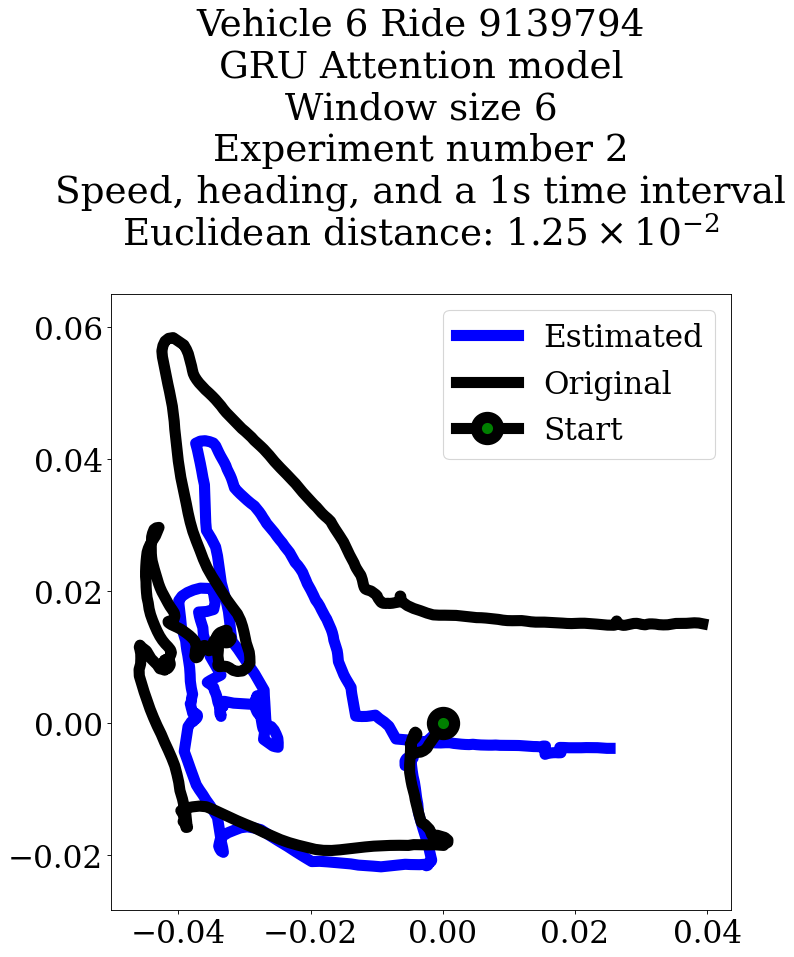 Vehicle 6 Ride 9139794
GRU Attention model
Window size 6
Experiment number 2
Speed, heading, and a 1s time interval
Euclidean distance: 1.25 × 10⁻²
Estimated
Original
Start
0.06
0.04
0.02
0.00
−0.02
−0.04 −0.02 0.00 0.02 0.04